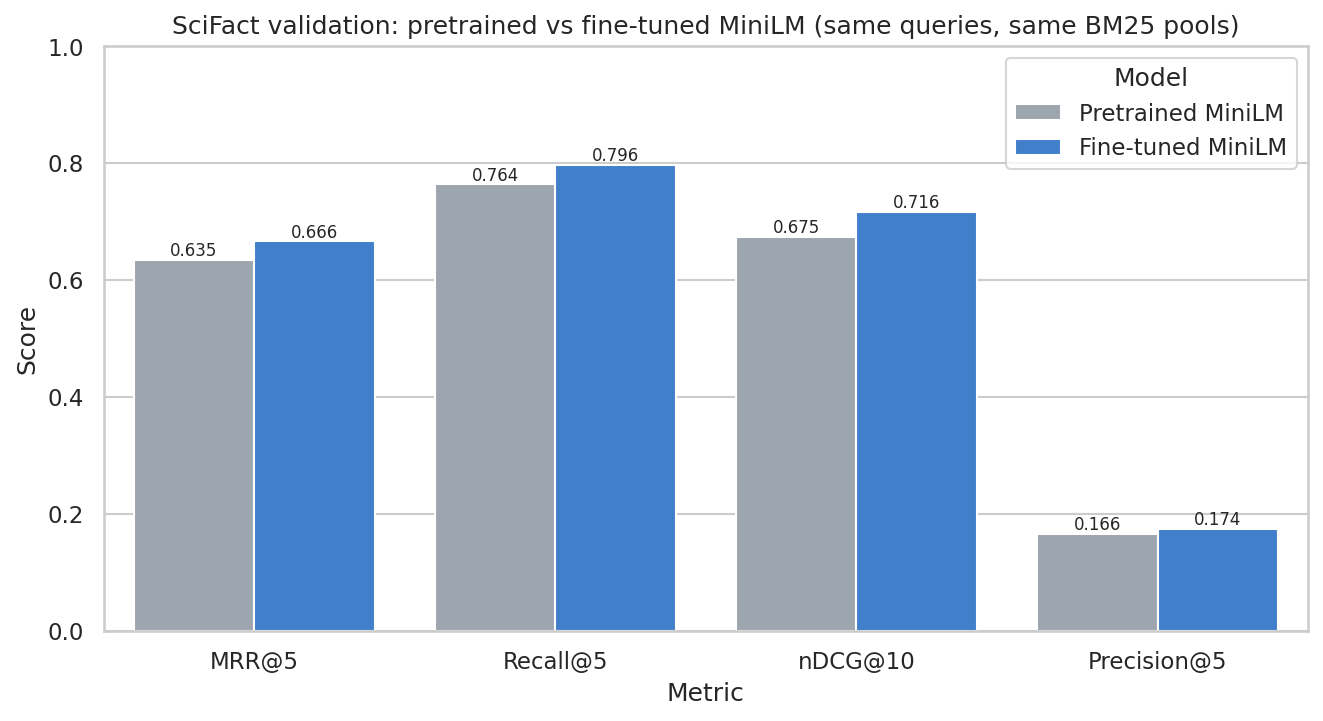 SciFact validation: pretrained vs fine-tuned MiniLM (same queries, same BM25 pools)
Model
Pretrained MiniLM
Fine-tuned MiniLM
Score
1.0
0.8
0.6
0.4
0.2
0.0
0.635
0.666
0.764
0.796
0.675
0.716
0.166
0.174
MRR@5
Recall@5
nDCG@10
Precision@5
Metric